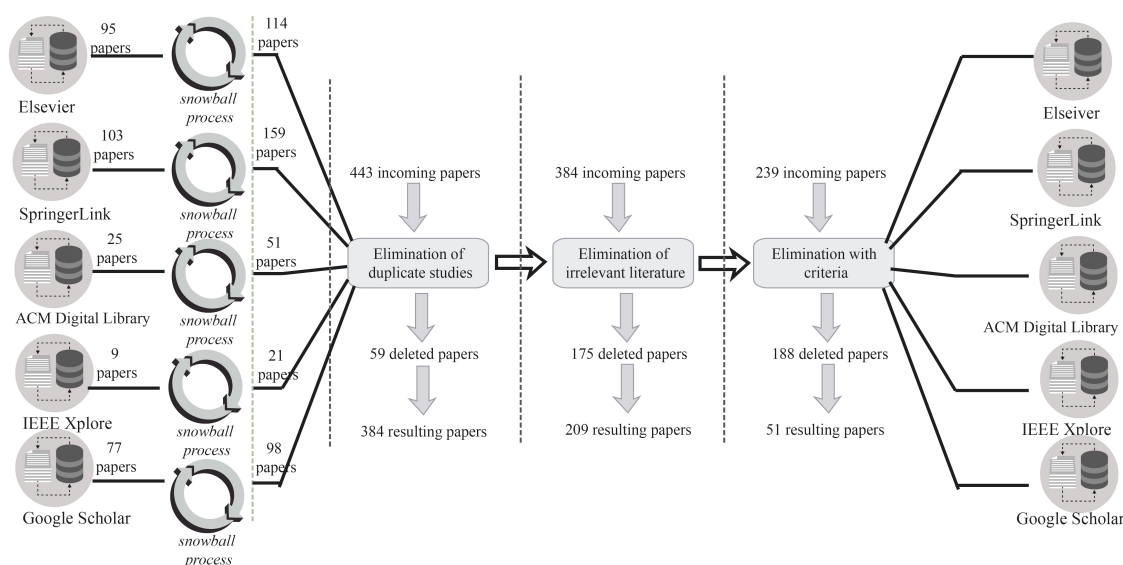 95
papers
Elsevier
snowball
process
114
papers
103
papers
SpringerLink
snowball
process
159
papers
25
papers
ACM Digital Library
snowball
process
51
papers
9
papers
IEEE Xplore
snowball
process
21
papers
77
papers
Google Scholar
snowball
process
98
papers
443 incoming papers
Elimination of
duplicate studies
59 deleted papers
384 resulting papers
384 incoming papers
Elimination of
irrelevant literature
175 deleted papers
209 resulting papers
239 incoming papers
Elimination with
criteria
188 deleted papers
51 resulting papers
Elseiver
SpringerLink
ACM Digital Library
IEEE Xplore
Google Scholar